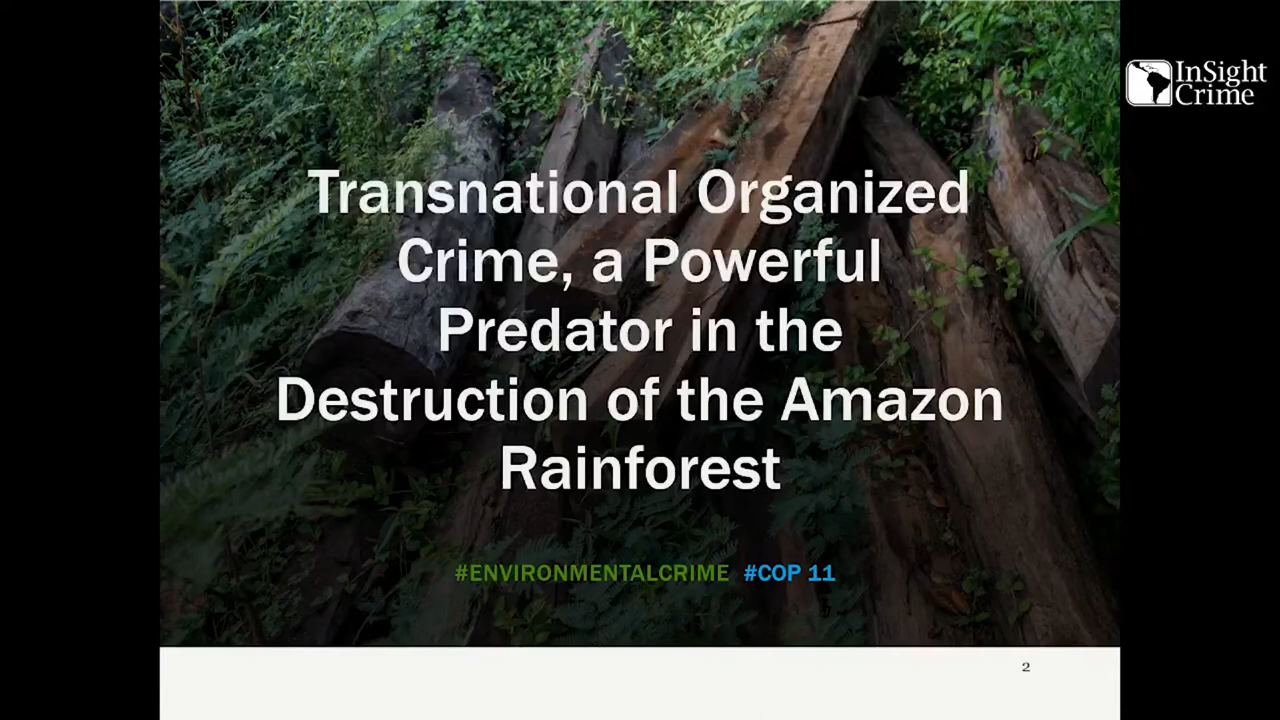 InSight
Crime
Transnational Organized
Crime, a Powerful
Predator in the
Destruction of the Amazon
Rainforest
#ENVIRONMENTALCRIME #COP 11
2